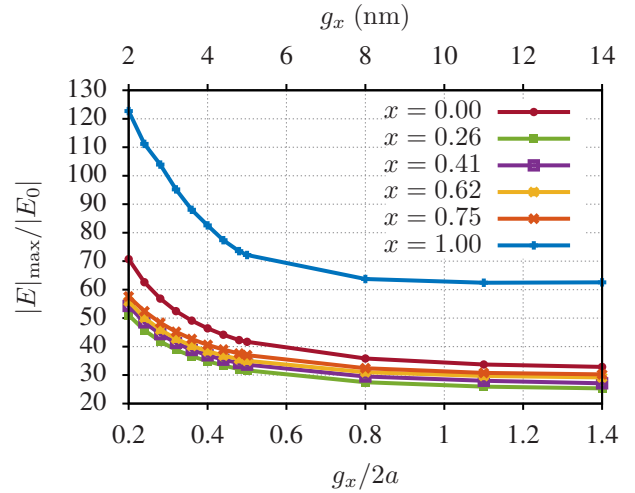 g_x (nm)
2 4 6 8 10 12 14
130
120
110
100
90
80
70
60
50
40
30
20
|E|_max/|E_0|
x = 0.00
x = 0.26
x = 0.41
x = 0.62
x = 0.75
x = 1.00
0.2 0.4 0.6 0.8 1 1.2 1.4
g_x/2a